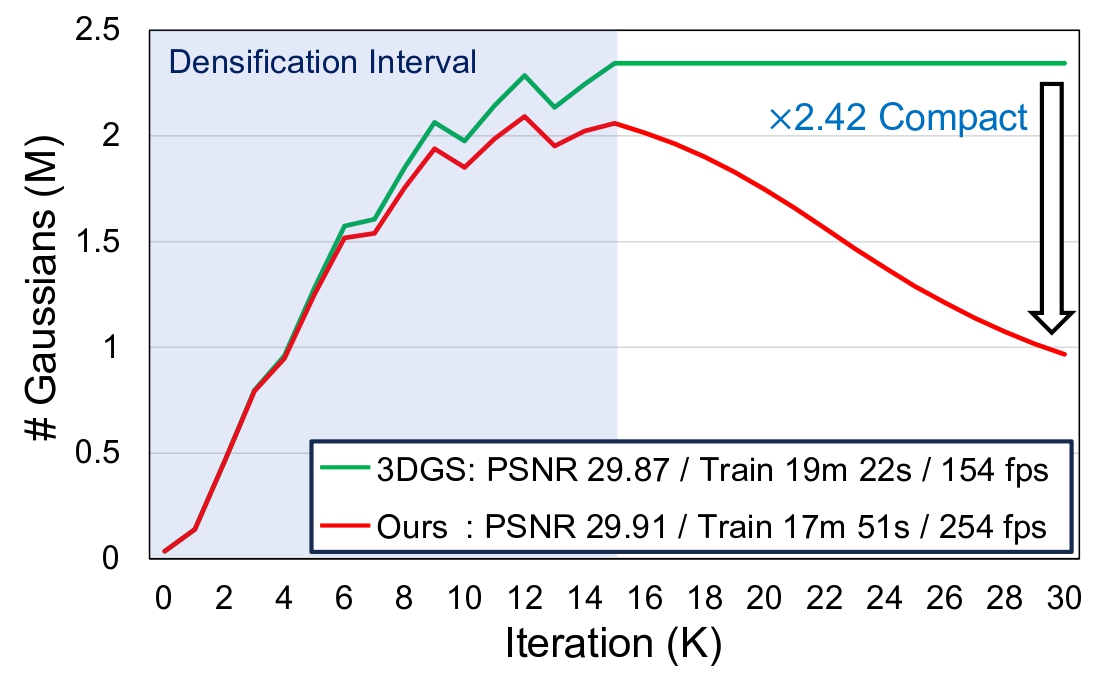 # Gaussians (M)
2.5
2
1.5
1
0.5
0
Densification Interval
×2.42 Compact
3DGS: PSNR 29.87 / Train 19m 22s / 154 fps
Ours : PSNR 29.91 / Train 17m 51s / 254 fps
0 2 4 6 8 10 12 14 16 18 20 22 24 26 28 30
Iteration (K)